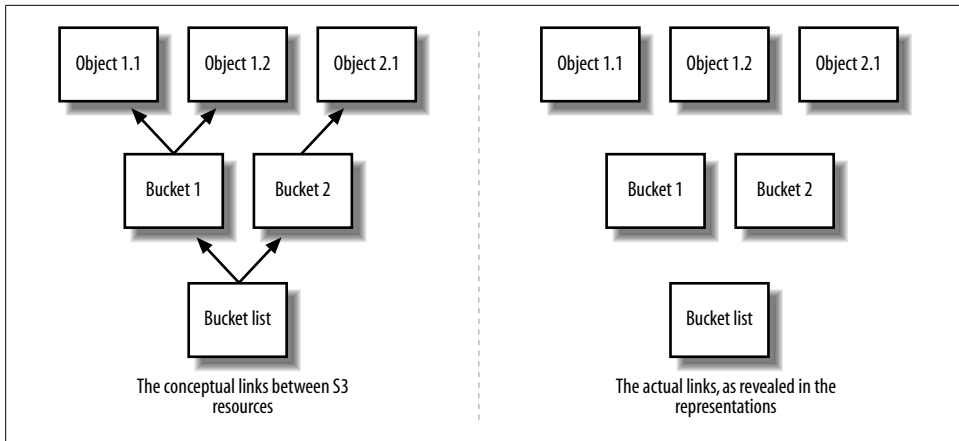 Object 1.1
Object 1.2
Object 2.1
Bucket 1
Bucket 2
Bucket list
The conceptual links between S3
resources
Object 1.1
Object 1.2
Object 2.1
Bucket 1
Bucket 2
Bucket list
The actual links, as revealed in the
representations